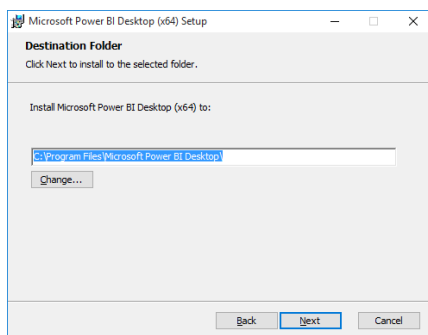 Microsoft Power BI Desktop (x64) Setup
Destination Folder
Click Next to install to the selected folder.
Install Microsoft Power BI Desktop (x64) to:
C:\Program Files\Microsoft Power BI Desktop\
Change...
Back Next Cancel